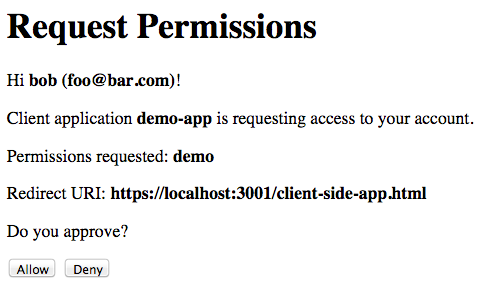 Request Permissions
Hi bob (foo@bar.com)!
Client application demo-app is requesting access to your account.
Permissions requested: demo
Redirect URI: https://localhost:3001/client-side-app.html
Do you approve?
Allow Deny